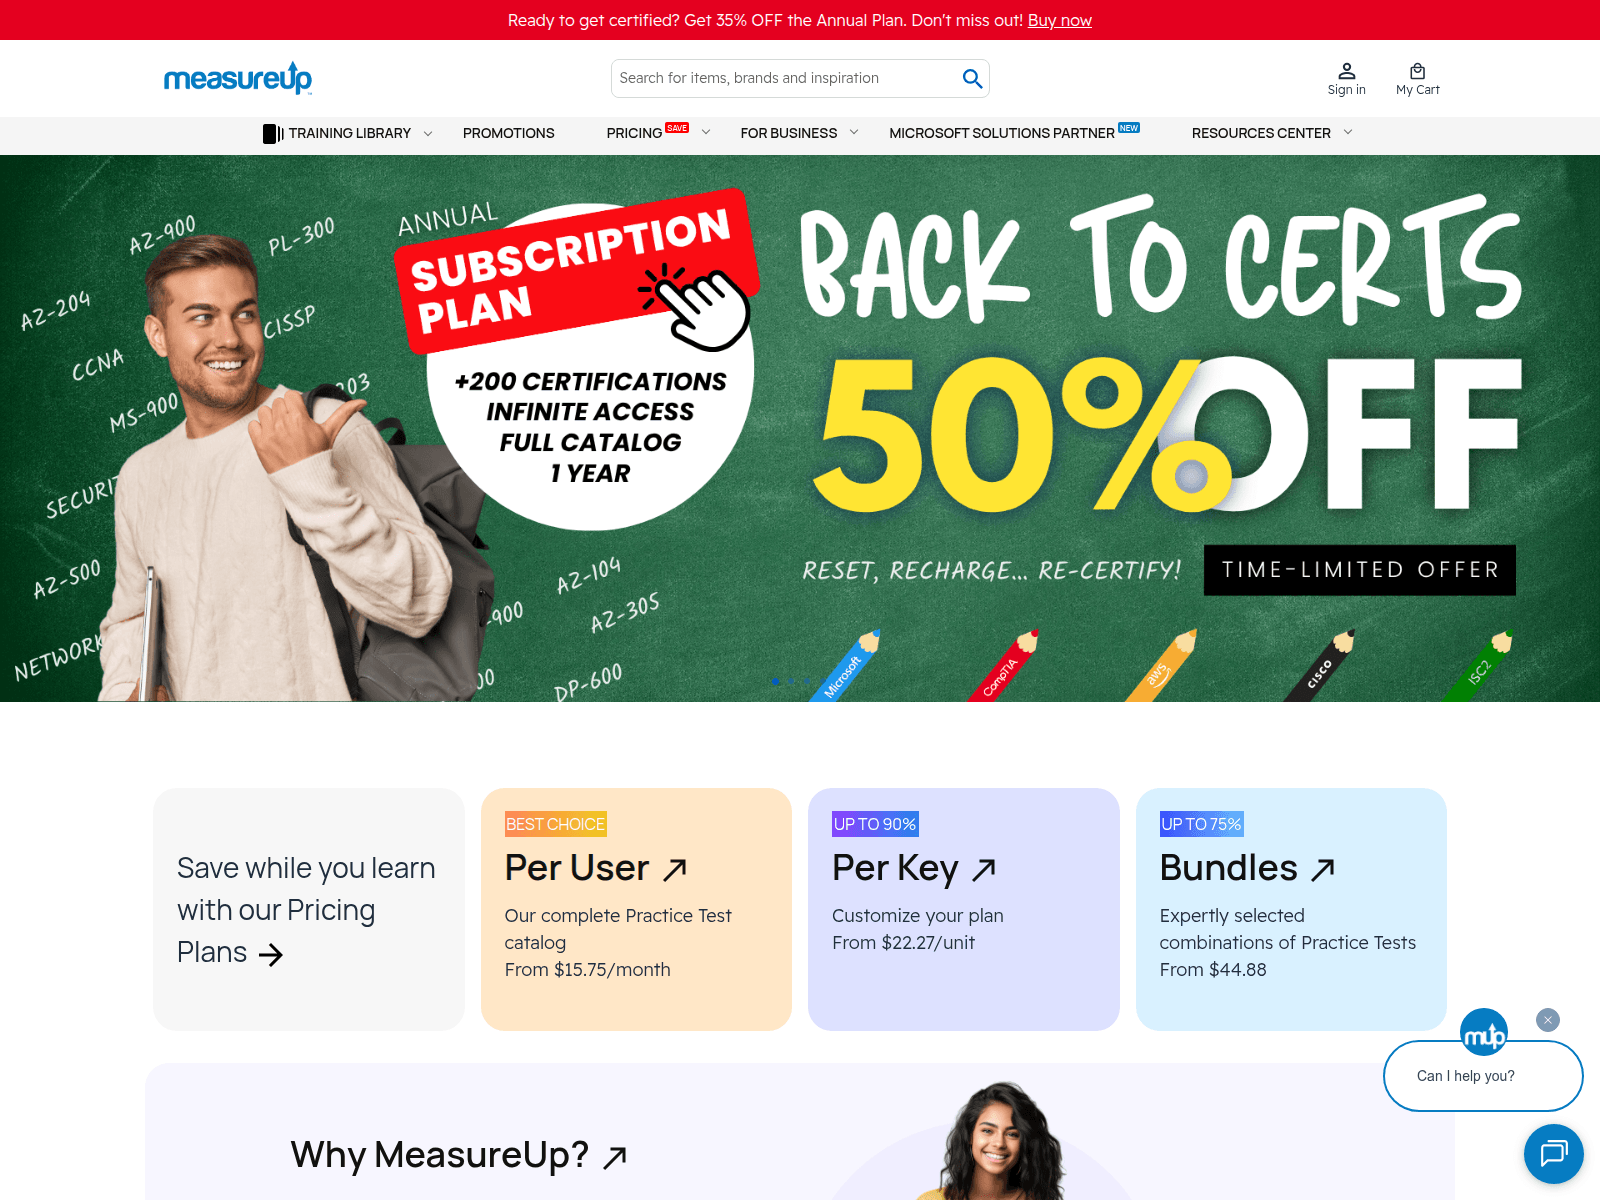 Ready to get certified? Get 35% OFF the Annual Plan. Don't miss out! Buy now
measureup
Search for items, brands and inspiration
Sign in
My Cart
TRAINING LIBRARY
PROMOTIONS
PRICING SAVE
FOR BUSINESS
MICROSOFT SOLUTIONS PARTNER NEW
RESOURCES CENTER
AZ-900
PL-300
AZ-204
CISSP
CCNA
MS-900
203
SECURIT
AZ-500
NETWORK
AZ-104
-900
AZ-305
00
DP-600
ANNUAL
SUBSCRIPTION
PLAN
+200 CERTIFICATIONS
INFINITE ACCESS
FULL CATALOG
1 YEAR
BACK TO CERTS
50% OFF
RESET, RECHARGE... RE-CERTIFY!
TIME-LIMITED OFFER
Microsoft
CompTIA
aws
CISCO
ISC2
Save while you learn
with our Pricing
Plans
BEST CHOICE
Per User
Our complete Practice Test
catalog
From $15.75/month
UP TO 90%
Per Key
Customize your plan
From $22.27/unit
UP TO 75%
Bundles
Expertly selected
combinations of Practice Tests
From $44.88
mup
Can I help you?
Why MeasureUp?